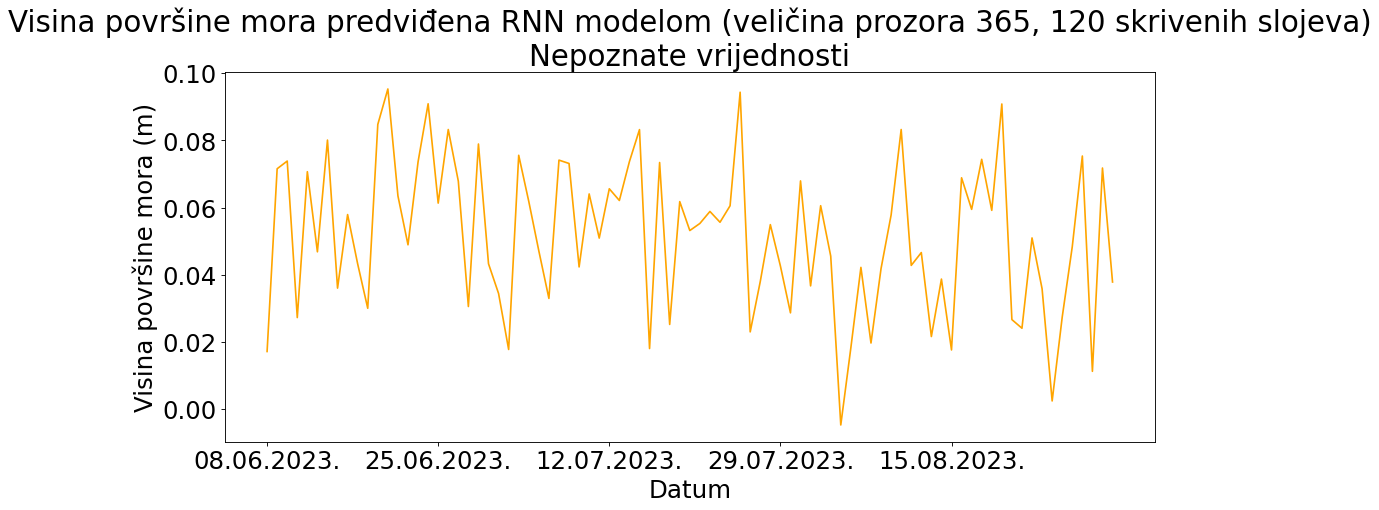 Visina površine mora predviđena RNN modelom (veličina prozora 365, 120 skrivenih slojeva)
Nepoznate vrijednosti
Visina površine mora (m)
0.10
0.08
0.06
0.04
0.02
0.00
08.06.2023. 25.06.2023. 12.07.2023. 29.07.2023. 15.08.2023.
Datum